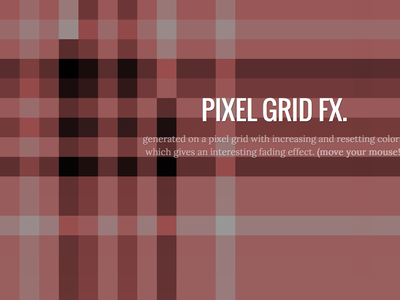 PIXEL GRID FX.
generated on a pixel grid with increasing and resetting color
which gives an interesting fading effect. (move your mouse!